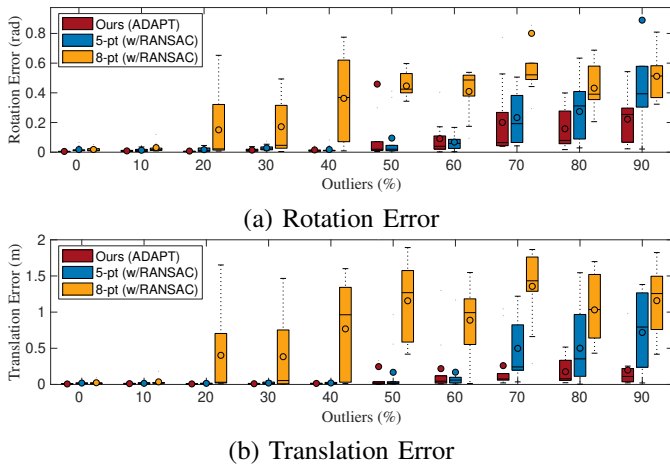 Ours (ADAPT)
5-pt (w/RANSAC)
8-pt (w/RANSAC)
Rotation Error (rad)
0.8
0.6
0.4
0.2
0
0 10 20 30 40 50 60 70 80 90
Outliers (%)
(a) Rotation Error
Ours (ADAPT)
5-pt (w/RANSAC)
8-pt (w/RANSAC)
Translation Error (m)
2
1.5
1
0.5
0
0 10 20 30 40 50 60 70 80 90
Outliers (%)
(b) Translation Error